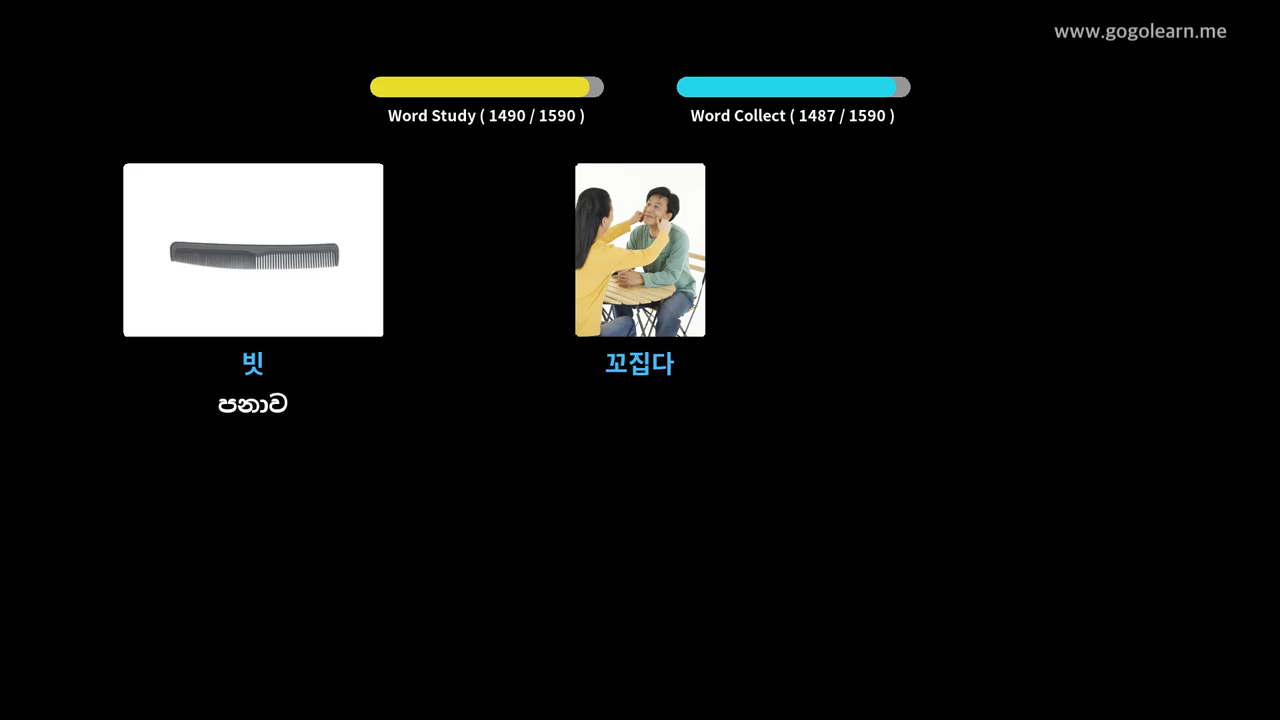 www.gogolearn.me
Word Study ( 1490 / 1590 )
Word Collect ( 1487 / 1590 )
빗
පනාව
꼬집다